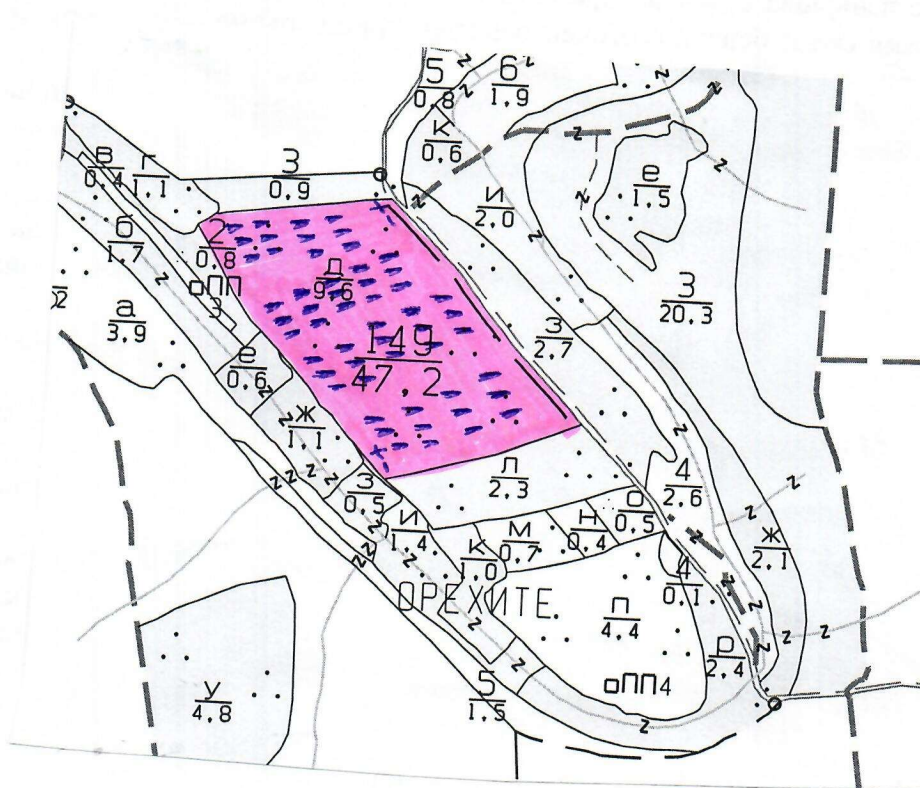 5
0,8
6
1,9
к
0,6
в
0,4
г
1,1
3
0,9
и
2,0
е
1,5
2
0,8
б
1,7
д
9,6
ПП
3
а
3,9
3
20,3
149
47,2
з
2,7
е
0,6
ж
1,1
л
2,3
4
2,6
з
0,5
и
1,4
о
0,5
н
0,4
м
0,7
к
1,0
ж
2,1
4
0,1
ОРЕХИТЕ
п
4,4
р
2,4
ПП4
у
4,8
5
1,5